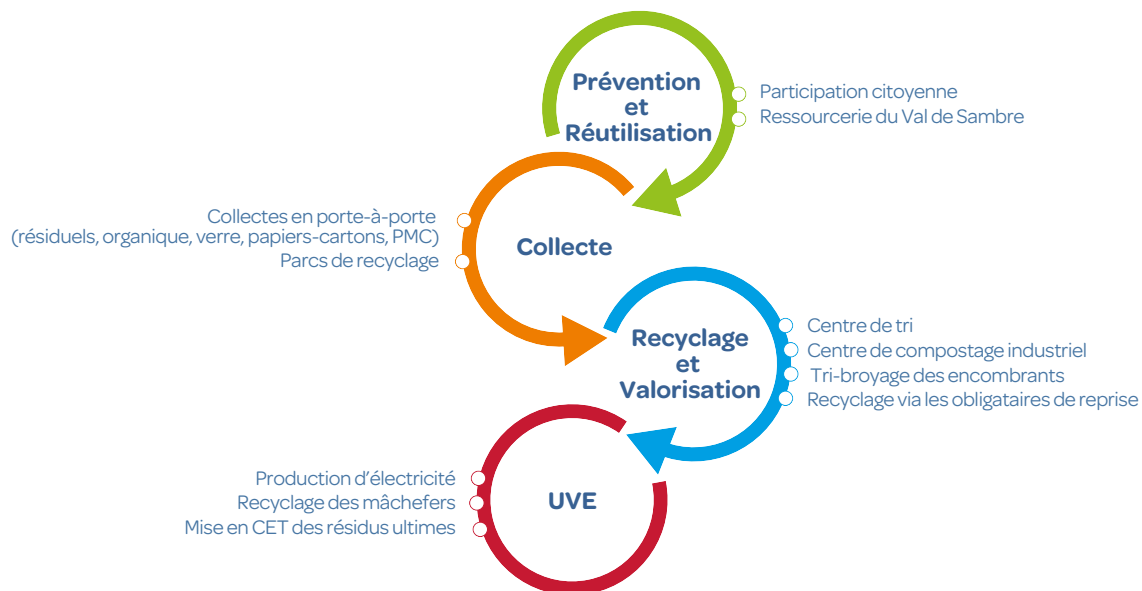 Prévention
et
Réutilisation
Participation citoyenne
Ressourcerie du Val de Sambre
Collectes en porte-à-porte
(résiduels, organique, verre, papiers-cartons, PMC)
Parcs de recyclage
Collecte
Recyclage
et
Valorisation
Centre de tri
Centre de compostage industriel
Tri-broyage des encombrants
Recyclage via les obligataires de reprise
Production d'électricité
Recyclage des mâchefers
Mise en CET des résidus ultimes
UVE